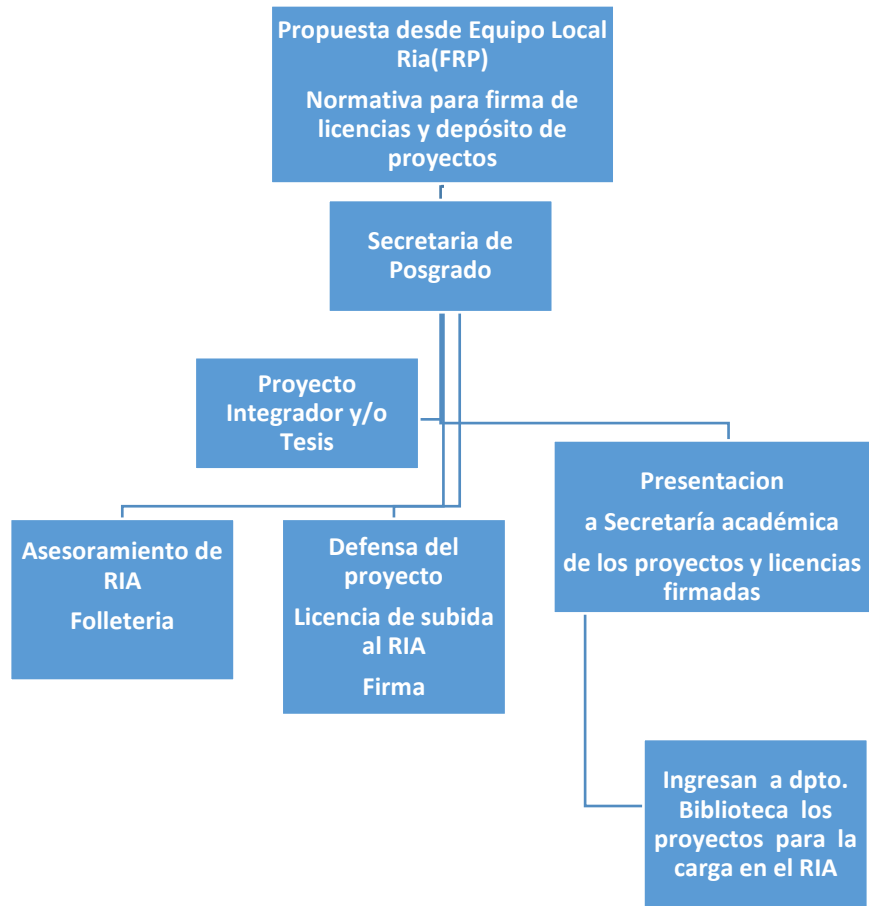 Propuesta desde Equipo Local
Ria(FRP)
Normativa para firma de
licencias y depósito de
proyectos
Secretaria de
Posgrado
Proyecto
Integrador y/o
Tesis
Asesoramiento de
RIA
Folleteria
Defensa del
proyecto
Licencia de subida
al RIA
Firma
Presentacion
a Secretaría académica
de los proyectos y licencias
firmadas
Ingresan a dpto.
Biblioteca los
proyectos para la
carga en el RIA